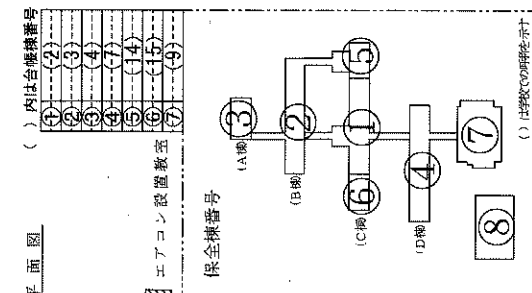 平面図
エアコン設置教室
( )内は台帳棟番号
① (2)
② (3)
③ (4)
④ (7)
⑤ (14)
⑥ (15)
⑦ (9)
保全棟番号
③
(A棟)
②
(B棟)
⑤
①
⑥
(C棟)
④
(D棟)
⑦
⑧
( )は学校での呼称を示す